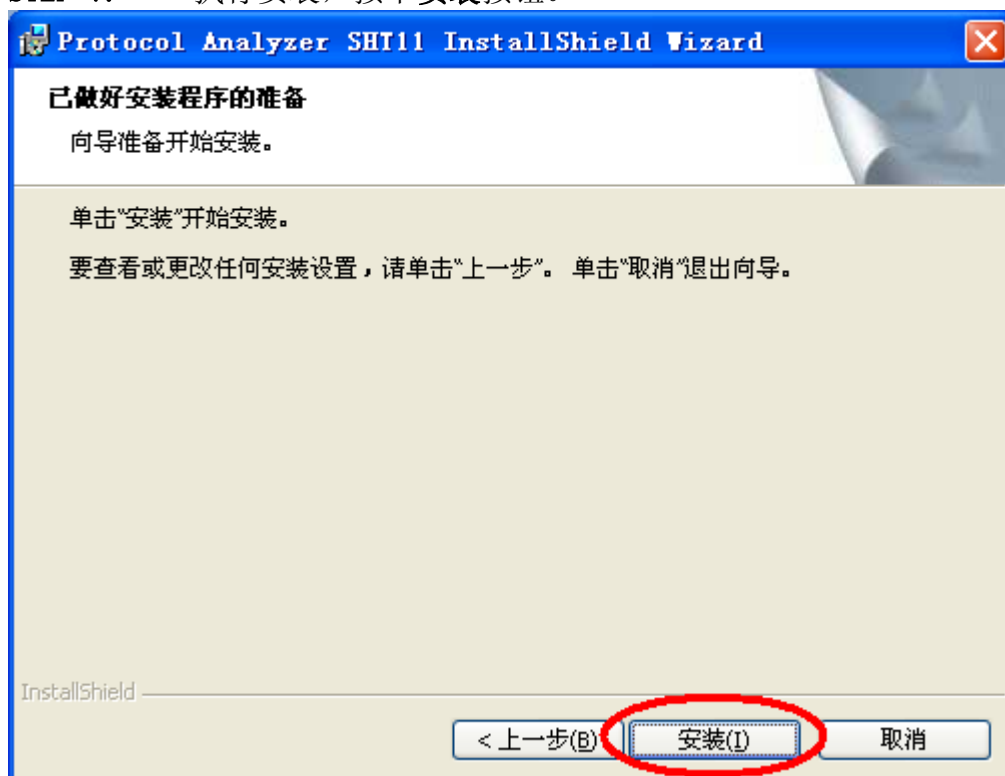 Protocol Analyzer SHT11 InstallShield Wizard
已做好安装程序的准备
向导准备开始安装。
单击"安装"开始安装。
要查看或更改任何安装设置，请单击"上一步"。 单击"取消"退出向导。
InstallShield
< 上一步(B)
安装(I)
取消